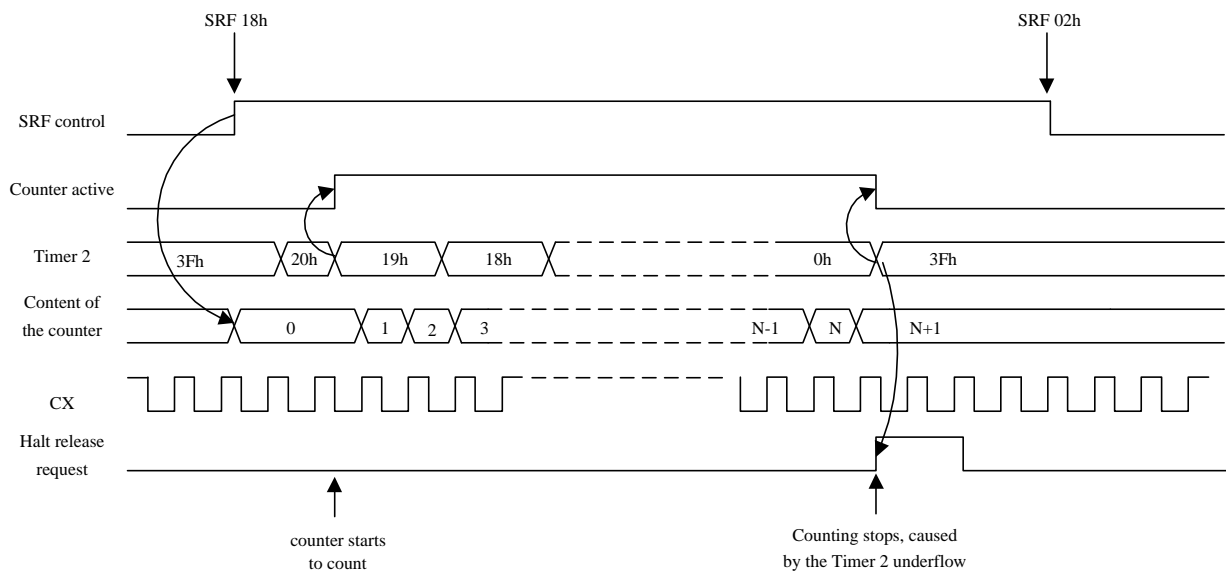 SRF 18h
SRF 02h
SRF control
Counter active
Timer 2
3Fh
20h
19h
18h
0h
3Fh
Content of
the counter
0
1
2
3
N-1
N
N+1
CX
Halt release
request
counter starts
to count
Counting stops, caused
by the Timer 2 underflow